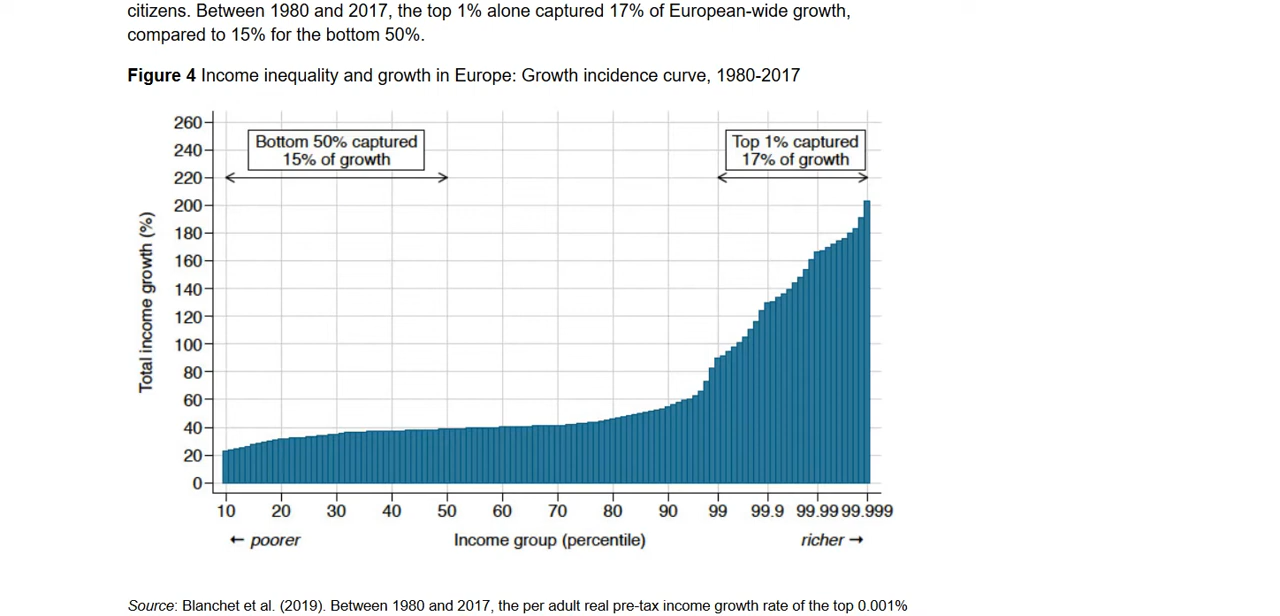 citizens. Between 1980 and 2017, the top 1% alone captured 17% of European-wide growth,
compared to 15% for the bottom 50%.
Figure 4 Income inequality and growth in Europe: Growth incidence curve, 1980-2017
260
240
220
200
180
160
140
120
100
80
60
40
20
0
Total income growth (%)
Bottom 50% captured
15% of growth
Top 1% captured
17% of growth
10 20 30 40 50 60 70 80 90 99 99.9 99.99 99.999
← poorer Income group (percentile) richer →
Source: Blanchet et al. (2019). Between 1980 and 2017, the per adult real pre-tax income growth rate of the top 0.001%